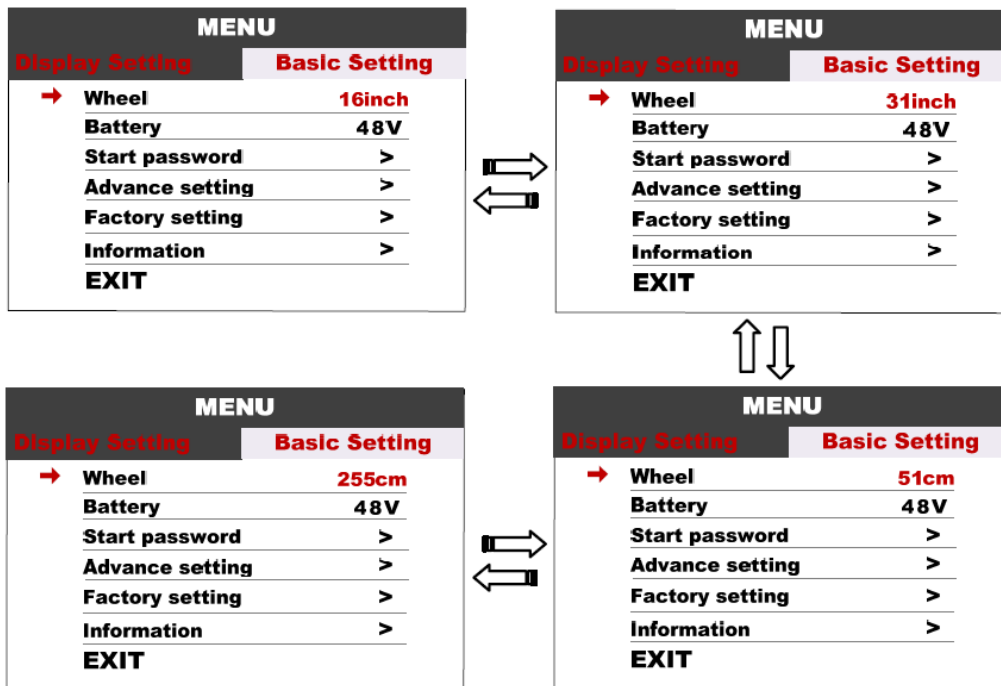 MENU
Display Setting Basic Setting
Wheel 16inch
Battery 48V
Start password >
Advance setting >
Factory setting >
Information >
EXIT
MENU
Display Setting Basic Setting
Wheel 31inch
Battery 48V
Start password >
Advance setting >
Factory setting >
Information >
EXIT
MENU
Display Setting Basic Setting
Wheel 255cm
Battery 48V
Start password >
Advance setting >
Factory setting >
Information >
EXIT
MENU
Display Setting Basic Setting
Wheel 51cm
Battery 48V
Start password >
Advance setting >
Factory setting >
Information >
EXIT